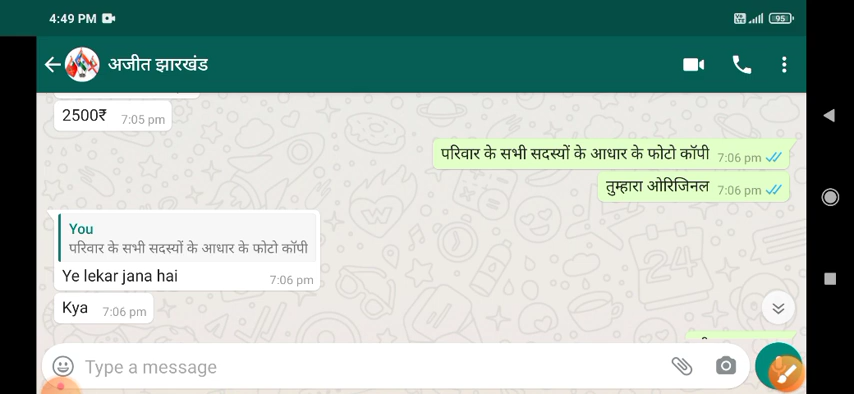 4:49 PM
95
अजीत झारखंड
2500₹ 7:05 pm
परिवार के सभी सदस्यों के आधार के फोटो कॉपी 7:06 pm
तुम्हारा ओरिजिनल 7:06 pm
You
परिवार के सभी सदस्यों के आधार के फोटो कॉपी
Ye lekar jana hai 7:06 pm
Kya 7:06 pm
Type a message